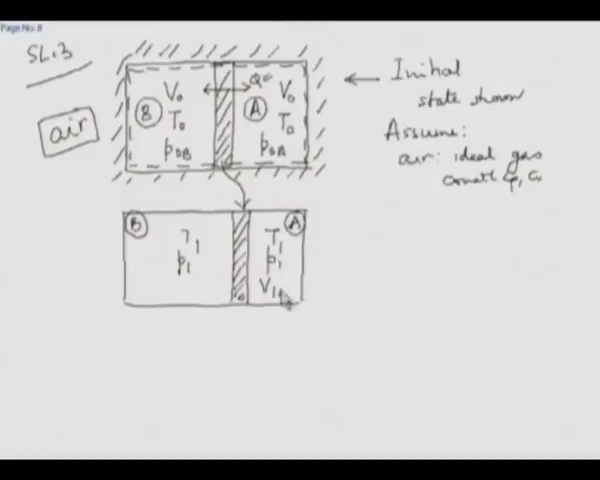 Page No: 8
SL:3
air
V₀
B
T₀
p₀B
Q=
V₀
A
T₀
p₀A
Initial
state shown
Assume:
air: ideal gas
const cp, cv
B
T₁
p₁
A
T₁
p₁